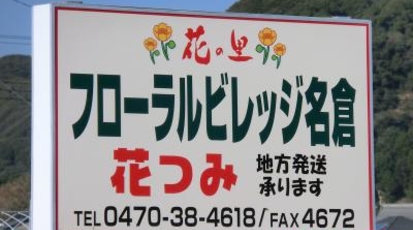 花の里
フローラルビレッジ名倉
花つみ 地方発送
承ります
TEL 0470-38-4618/FAX 4672